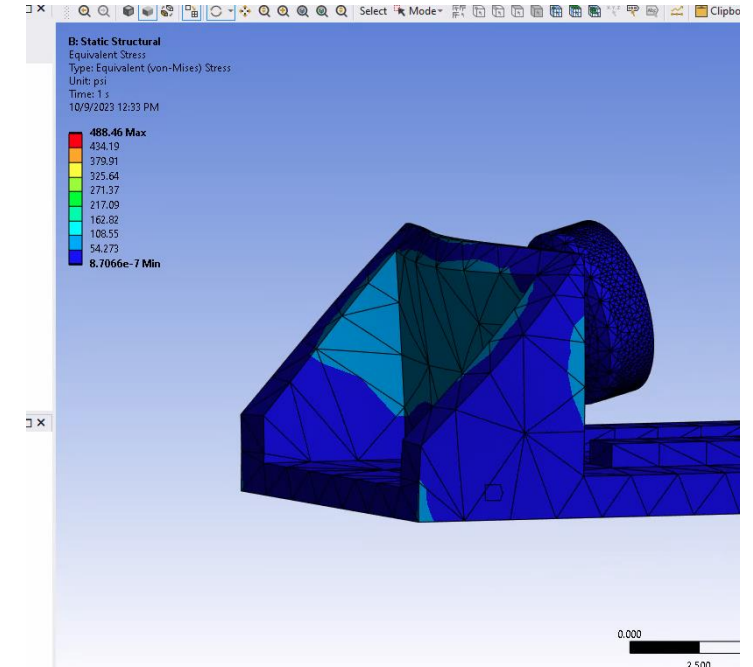 Select Mode Clipbo
B: Static Structural
Equivalent Stress
Type: Equivalent (von-Mises) Stress
Unit: psi
Time: 1 s
10/9/2023 12:33 PM
488.46 Max
434.19
379.91
325.64
271.37
217.09
162.82
108.55
54.273
8.7066e-7 Min
0.000
2.500